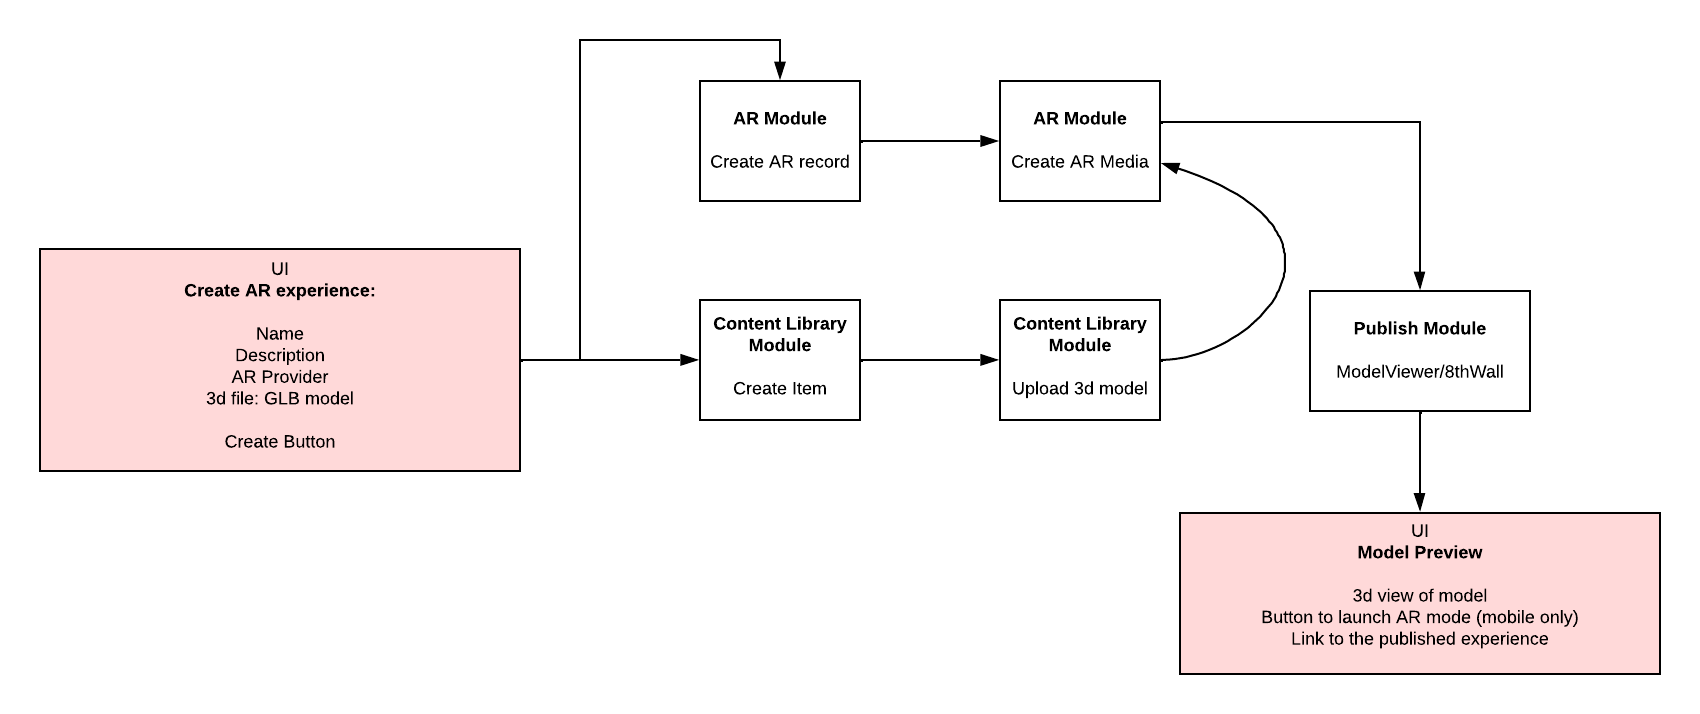 AR Module
Create AR record
AR Module
Create AR Media
UI
Create AR experience:
Name
Description
AR Provider
3d file: GLB model
Create Button
Content Library
Module
Create Item
Content Library
Module
Upload 3d model
Publish Module
ModelViewer/8thWall
UI
Model Preview
3d view of model
Button to launch AR mode (mobile only)
Link to the published experience